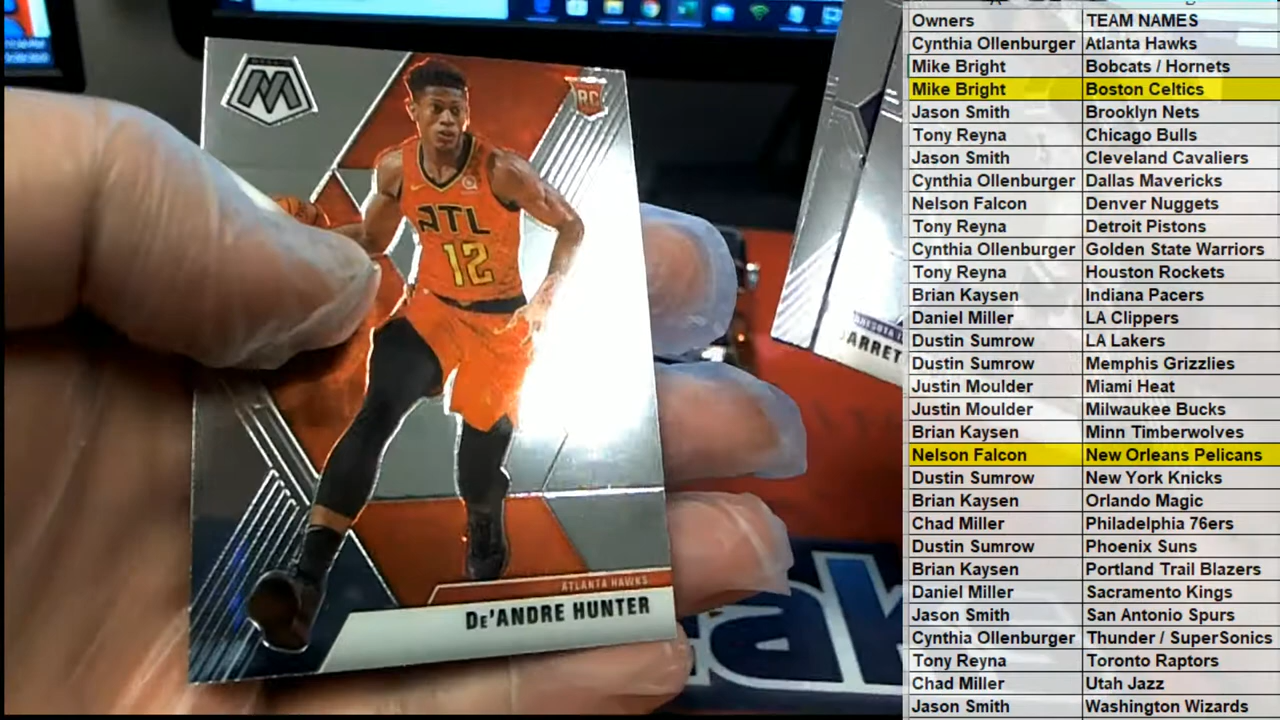 RC
ATL
12
ATLANTA HAWKS
DE'ANDRE HUNTER
JARRET
Owners TEAM NAMES
Cynthia Ollenburger Atlanta Hawks
Mike Bright Bobcats / Hornets
Mike Bright Boston Celtics
Jason Smith Brooklyn Nets
Tony Reyna Chicago Bulls
Jason Smith Cleveland Cavaliers
Cynthia Ollenburger Dallas Mavericks
Nelson Falcon Denver Nuggets
Tony Reyna Detroit Pistons
Cynthia Ollenburger Golden State Warriors
Tony Reyna Houston Rockets
Brian Kaysen Indiana Pacers
Daniel Miller LA Clippers
Dustin Sumrow LA Lakers
Dustin Sumrow Memphis Grizzlies
Justin Moulder Miami Heat
Justin Moulder Milwaukee Bucks
Brian Kaysen Minn Timberwolves
Nelson Falcon New Orleans Pelicans
Dustin Sumrow New York Knicks
Brian Kaysen Orlando Magic
Chad Miller Philadelphia 76ers
Dustin Sumrow Phoenix Suns
Brian Kaysen Portland Trail Blazers
Daniel Miller Sacramento Kings
Jason Smith San Antonio Spurs
Cynthia Ollenburger Thunder / SuperSonics
Tony Reyna Toronto Raptors
Chad Miller Utah Jazz
Jason Smith Washington Wizards